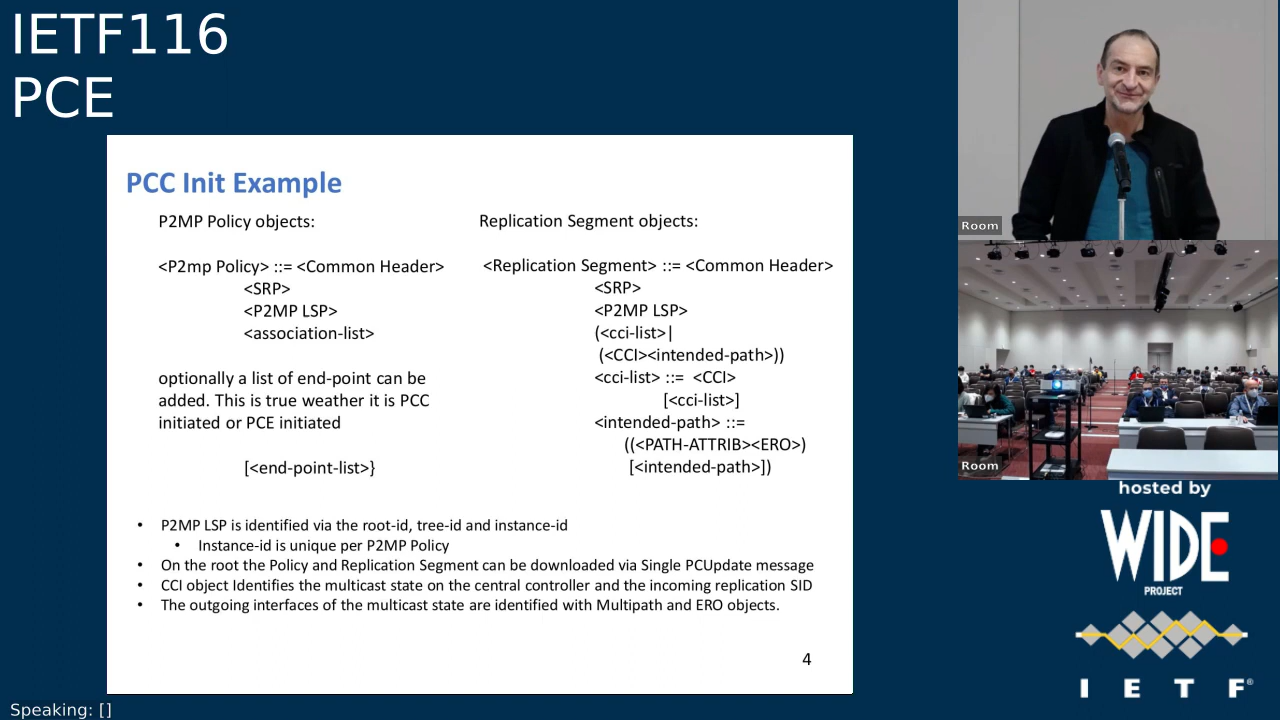 IETF116
PCE
PCC Init Example
P2MP Policy objects:
<P2mp Policy> ::= <Common Header>
<SRP>
<P2MP LSP>
<association-list>
optionally a list of end-point can be
added. This is true weather it is PCC
initiated or PCE initiated
[<end-point-list>}
Replication Segment objects:
<Replication Segment> ::= <Common Header>
<SRP>
<P2MP LSP>
(<cci-list>|
(<CCI><intended-path>))
<cci-list> ::= <CCI>
[<cci-list>]
<intended-path> ::=
((<PATH-ATTRIB><ERO>)
[<intended-path>])
• P2MP LSP is identified via the root-id, tree-id and instance-id
• Instance-id is unique per P2MP Policy
• On the root the Policy and Replication Segment can be downloaded via Single PCUpdate message
• CCI object Identifies the multicast state on the central controller and the incoming replication SID
• The outgoing interfaces of the multicast state are identified with Multipath and ERO objects.
4
Room
Room
hosted by
WIDE
PROJECT
I E T F®
Speaking: []